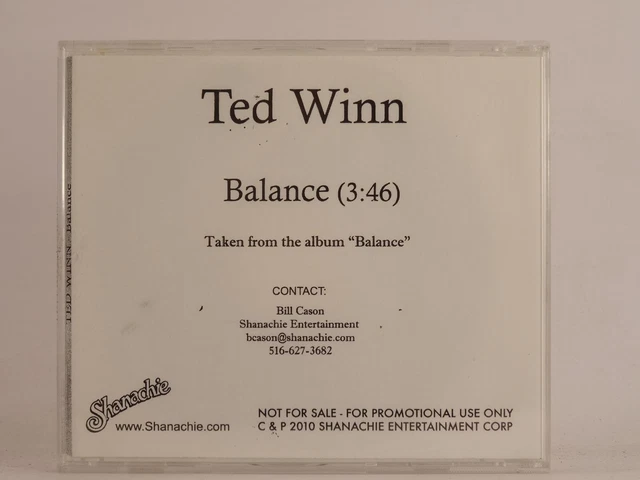 Ted Winn
Balance (3:46)
Taken from the album “Balance”
CONTACT:
Bill Cason
Shanachie Entertainment
bcason@shanachie.com
516-627-3682
Shanachie
www.Shanachie.com
NOT FOR SALE - FOR PROMOTIONAL USE ONLY
C & P 2010 SHANACHIE ENTERTAINMENT CORP
TED WINN - Balance